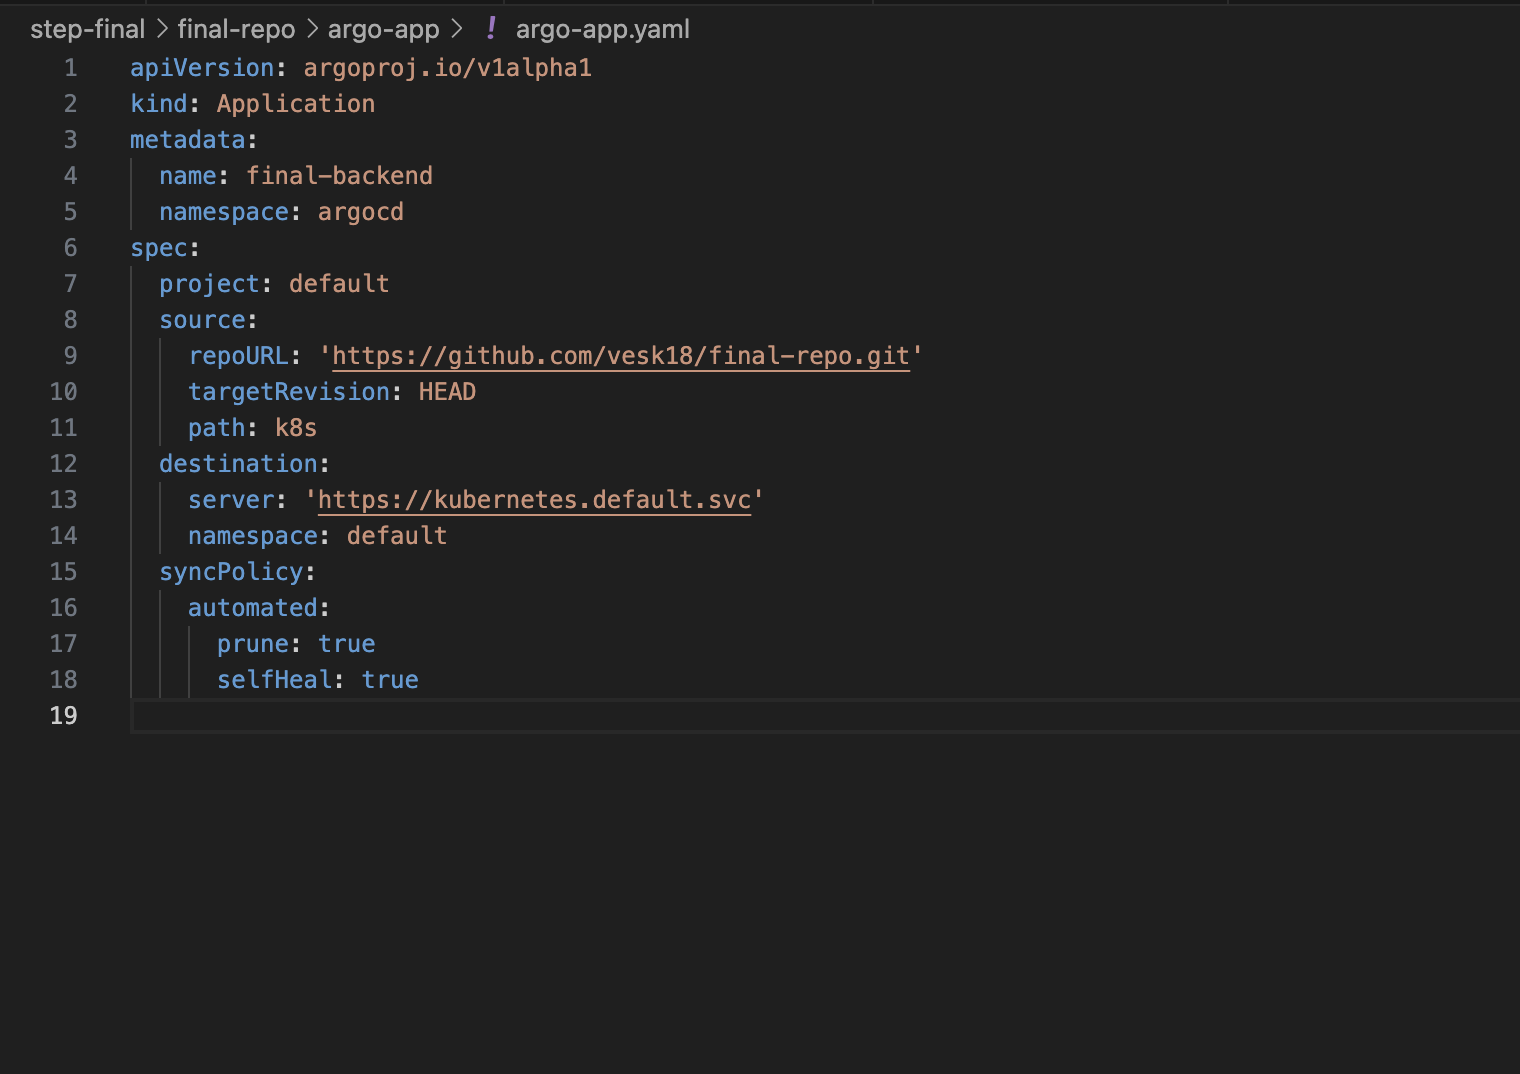 step-final > final-repo > argo-app > ! argo-app.yaml
1 apiVersion: argoproj.io/v1alpha1
2 kind: Application
3 metadata:
4   name: final-backend
5   namespace: argocd
6 spec:
7   project: default
8   source:
9     repoURL: 'https://github.com/vesk18/final-repo.git'
10     targetRevision: HEAD
11     path: k8s
12   destination:
13     server: 'https://kubernetes.default.svc'
14     namespace: default
15   syncPolicy:
16     automated:
17       prune: true
18       selfHeal: true
19